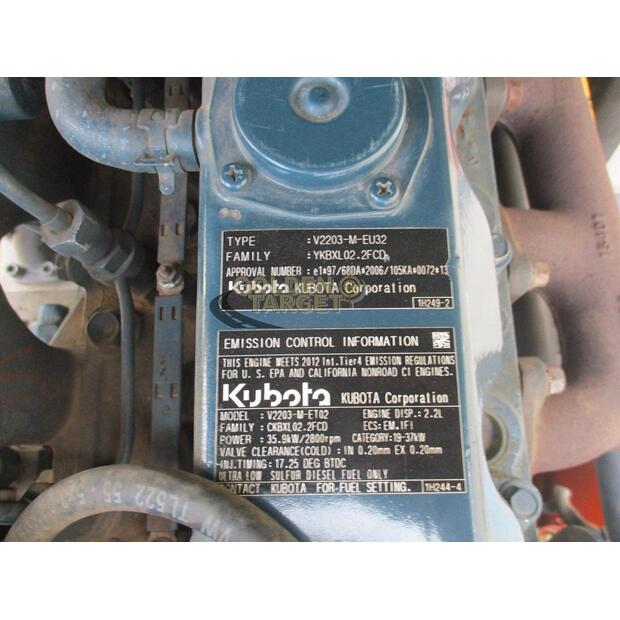 TYPE : V2203-M-EU32
FAMILY : YKBXL02.2FCD
APPROVAL NUMBER : e1*97/68DA*2006/105KA*0072*13
Kubota KUBOTA Corporation
GOLDEN
TARGET
1H249-2
EMISSION CONTROL INFORMATION
THIS ENGINE MEETS 2012 Int.Tier4 EMISSION REGULATIONS
FOR U.S. EPA AND CALIFORNIA NONROAD CI ENGINES.
Kubota KUBOTA Corporation
MODEL : V2203-M-ET02 ENGINE DISP.: 2.2L
FAMILY : CKBXL02.2FCD ECS: EM, IFI
POWER : 35.9kW/2800rpm CATEGORY: 19-37kW
VALVE CLEARANCE(COLD) : IN 0.20mm EX 0.20mm
INJ.TIMING: 17.25 DEG BTDC
ULTRA LOW SULFUR DIESEL FUEL ONLY
CONTACT KUBOTA FOR FUEL SETTING. 1H244-4